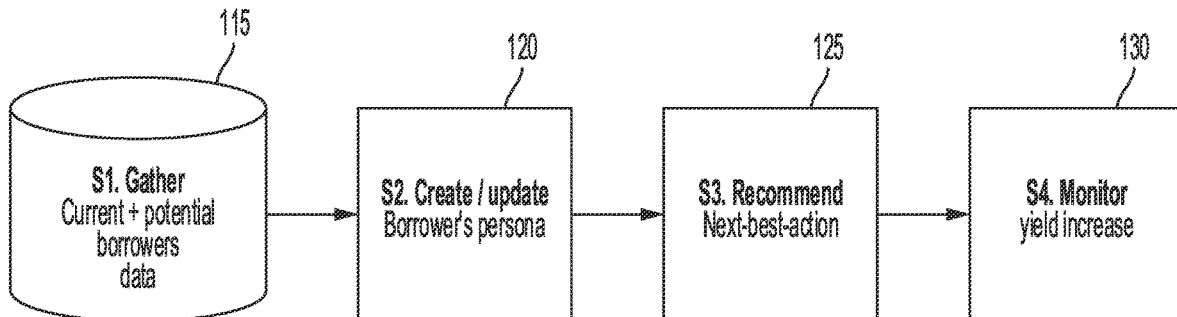 115
120
125
130
S1. Gather
Current + potential
borrowers
data
S2. Create / update
Borrower's persona
S3. Recommend
Next-best-action
S4. Monitor
yield increase